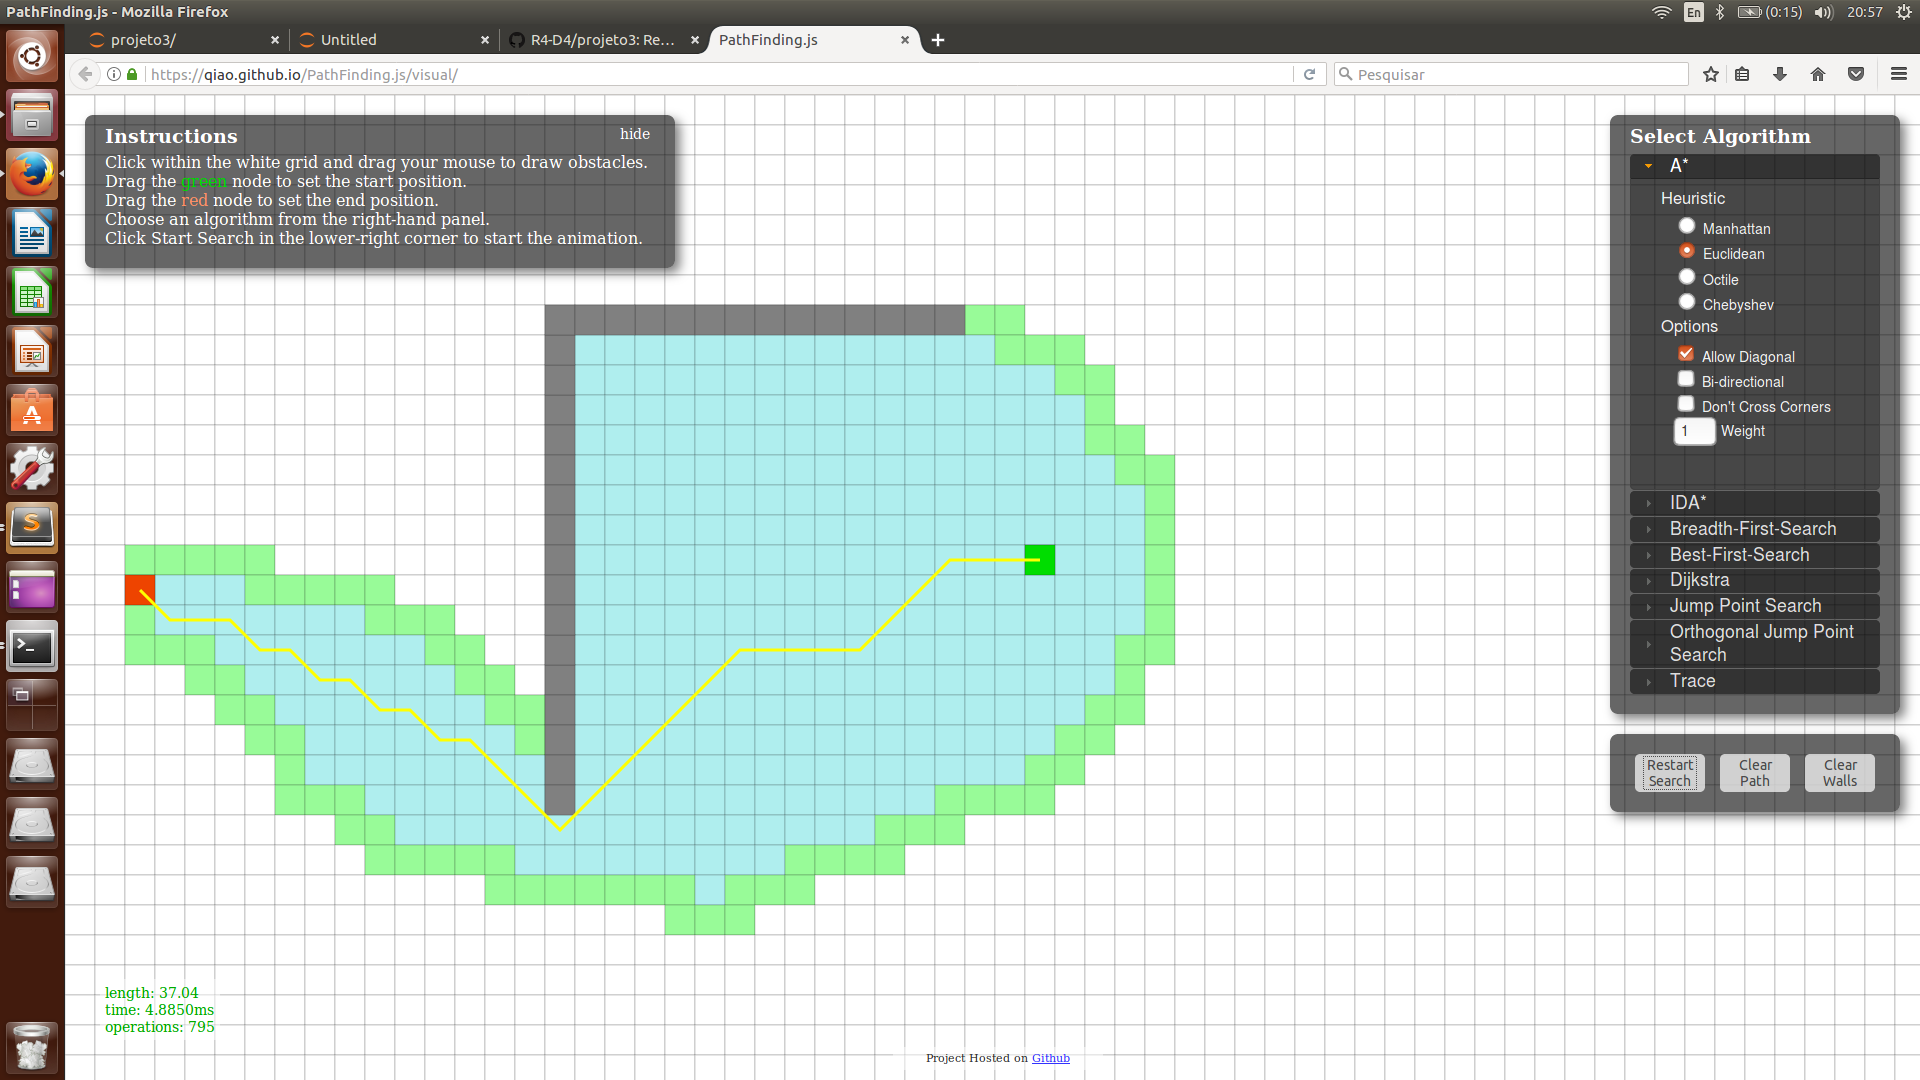 PathFinding.js - Mozilla Firefox
En
(0:15)
20:57
projeto3/
Untitled
R4-D4/projeto3: Re...
PathFinding.js
https://qiao.github.io/PathFinding.js/visual/
Pesquisar
Instructions
hide
Click within the white grid and drag your mouse to draw obstacles.
Drag the green node to set the start position.
Drag the red node to set the end position.
Choose an algorithm from the right-hand panel.
Click Start Search in the lower-right corner to start the animation.
Select Algorithm
A*
Heuristic
Manhattan
Euclidean
Octile
Chebyshev
Options
Allow Diagonal
Bi-directional
Don't Cross Corners
1 Weight
IDA*
Breadth-First-Search
Best-First-Search
Dijkstra
Jump Point Search
Orthogonal Jump Point
Search
Trace
Restart
Search
Clear
Path
Clear
Walls
length: 37.04
time: 4.8850ms
operations: 795
Project Hosted on Github